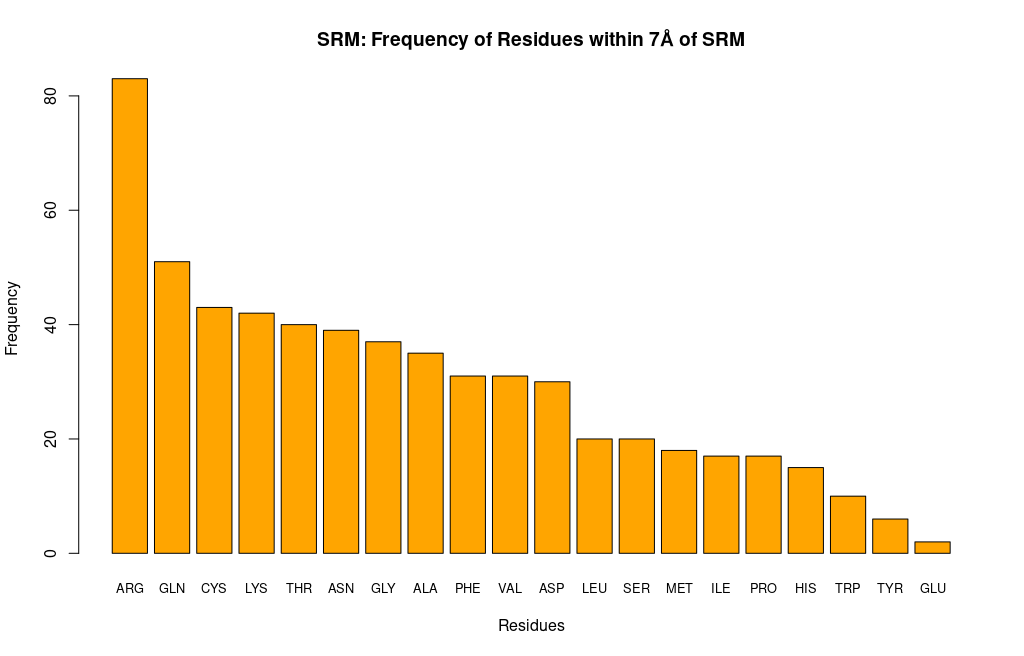 SRM: Frequency of Residues within 7Å of SRM
Frequency
80
60
40
20
0
ARG GLN CYS LYS THR ASN GLY ALA PHE VAL ASP LEU SER MET ILE PRO HIS TRP TYR GLU
Residues